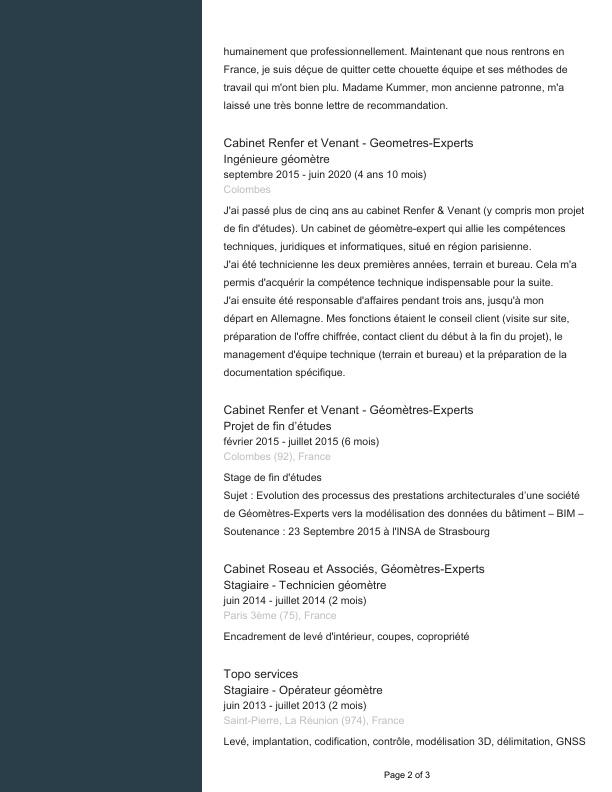 humainement que professionnellement. Maintenant que nous rentrons en
France, je suis déçue de quitter cette chouette équipe et ses méthodes de
travail qui m'ont bien plu. Madame Kummer, mon ancienne patronne, m'a
laissé une très bonne lettre de recommandation.
Cabinet Renfer et Venant - Geometres-Experts
Ingénieure géomètre
septembre 2015 - juin 2020 (4 ans 10 mois)
Colombes
J'ai passé plus de cinq ans au cabinet Renfer & Venant (y compris mon projet
de fin d'études). Un cabinet de géomètre-expert qui allie les compétences
techniques, juridiques et informatiques, situé en région parisienne.
J'ai été technicienne les deux premières années, terrain et bureau. Cela m'a
permis d'acquérir la compétence technique indispensable pour la suite.
J'ai ensuite été responsable d'affaires pendant trois ans, jusqu'à mon
départ en Allemagne. Mes fonctions étaient le conseil client (visite sur site,
préparation de l'offre chiffrée, contact client du début à la fin du projet), le
management d'équipe technique (terrain et bureau) et la préparation de la
documentation spécifique.
Cabinet Renfer et Venant - Géomètres-Experts
Projet de fin d'études
février 2015 - juillet 2015 (6 mois)
Colombes (92), France
Stage de fin d'études
Sujet : Evolution des processus des prestations architecturales d'une société
de Géomètres-Experts vers la modélisation des données du bâtiment – BIM –
Soutenance : 23 Septembre 2015 à l'INSA de Strasbourg
Cabinet Roseau et Associés, Géomètres-Experts
Stagiaire - Technicien géomètre
juin 2014 - juillet 2014 (2 mois)
Paris 3ème (75), France
Encadrement de levé d'intérieur, coupes, copropriété
Topo services
Stagiaire - Opérateur géomètre
juin 2013 - juillet 2013 (2 mois)
Saint-Pierre, La Réunion (974), France
Levé, implantation, codification, contrôle, modélisation 3D, délimitation, GNSS
Page 2 of 3